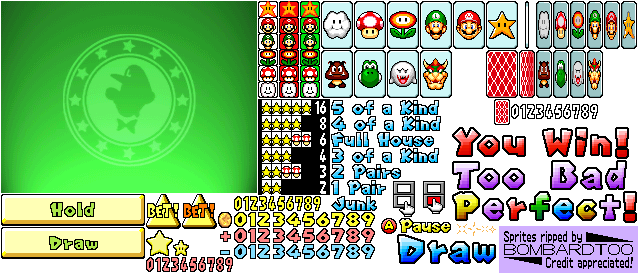 0123456789
16 5 of a Kind
8 4 of a Kind
6 Full House
4 3 of a Kind
3 2 Pairs
2 1 Pair
Junk
You Win!
Too Bad
Perfect!
Hold
BET! BET!
0123456789
0123456789
+0123456789
-0123456789
A Pause
Draw
Draw
0123456789
Sprites ripped by
BOMBARDTOO
Credit appreciated!